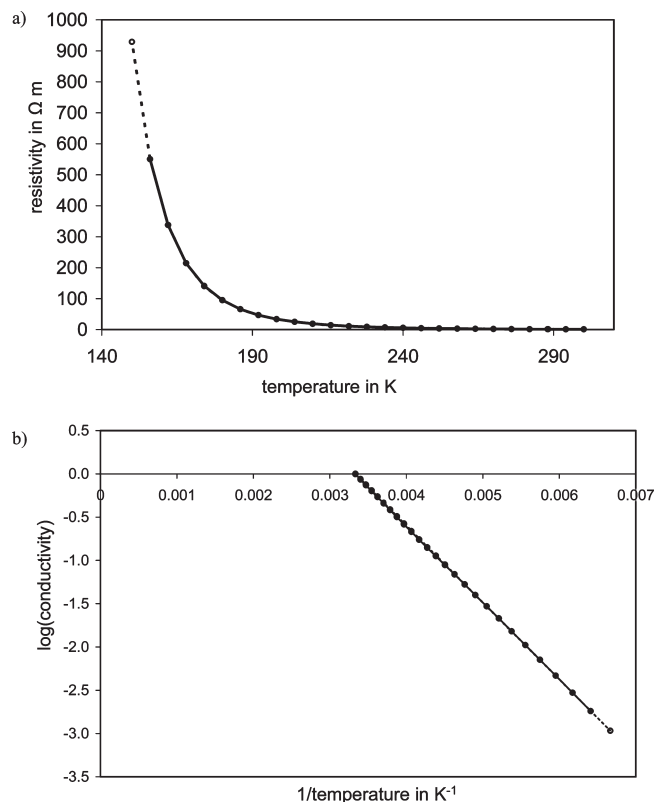 a)
1000
900
800
700
600
500
400
300
200
100
0
resistivity in Ω m
140 190 240 290
temperature in K
b)
0.5
0.0
0 0.001 0.002 0.003 0.004 0.005 0.006 0.007
-0.5
-1.0
-1.5
-2.0
-2.5
-3.0
-3.5
log(conductivity)
1/temperature in K⁻¹